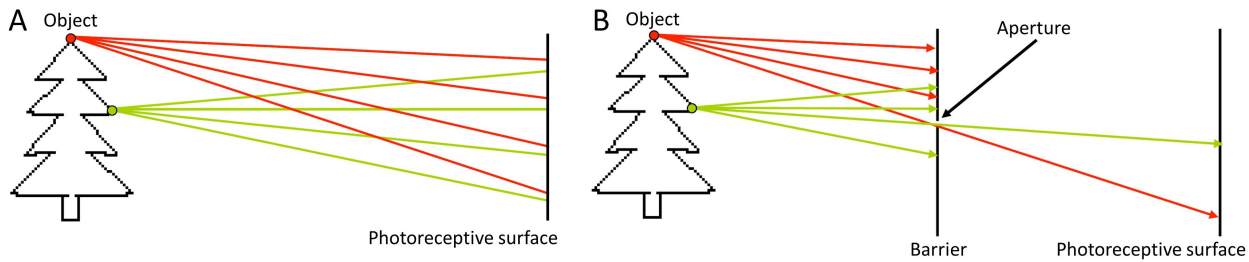 A
Object
Photoreceptive surface
B
Object
Aperture
Barrier
Photoreceptive surface